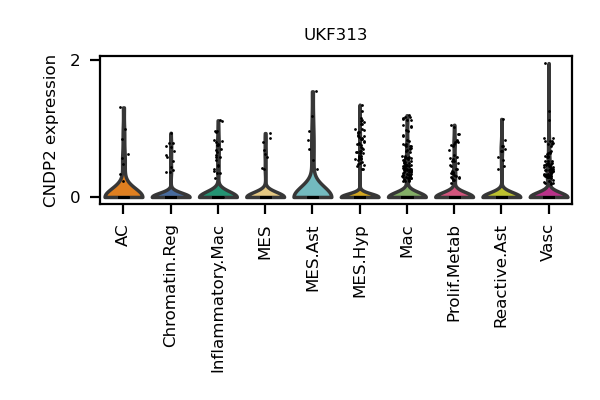 UKF313
CNDP2 expression
2
0
AC
Chromatin.Reg
Inflammatory.Mac
MES
MES.Ast
MES.Hyp
Mac
Prolif.Metab
Reactive.Ast
Vasc